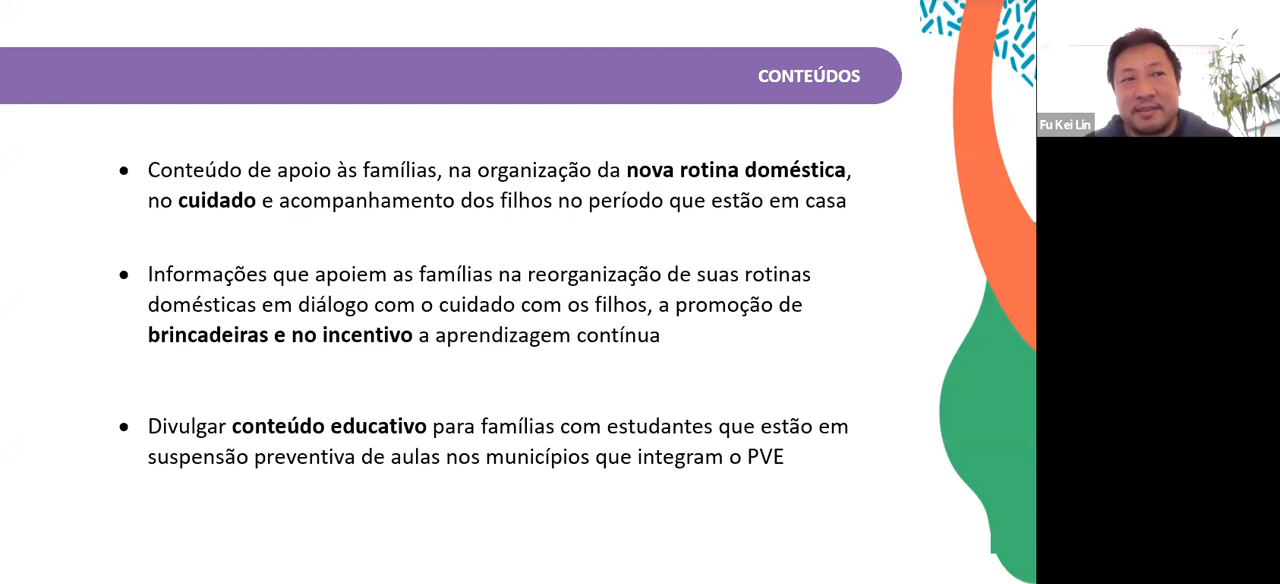 CONTEÚDOS
Fu Kei Lin
• Conteúdo de apoio às famílias, na organização da nova rotina doméstica,
no cuidado e acompanhamento dos filhos no período que estão em casa
• Informações que apoiem as famílias na reorganização de suas rotinas
domésticas em diálogo com o cuidado com os filhos, a promoção de
brincadeiras e no incentivo a aprendizagem contínua
• Divulgar conteúdo educativo para famílias com estudantes que estão em
suspensão preventiva de aulas nos municípios que integram o PVE